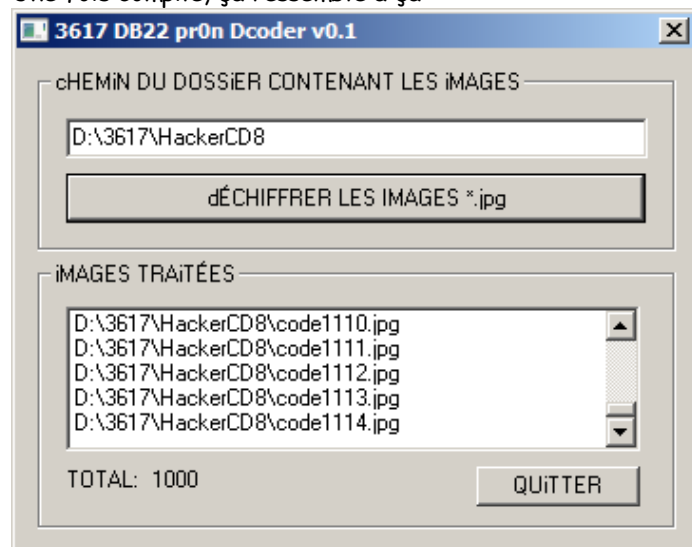 3617 DB22 pr0n Dcoder v0.1
cHEMiN DU DOSSiER CONTENANT LES iMAGES
D:\3617\HackerCD8
dÉCHIFFRER LES IMAGES *.jpg
iMAGES TRAiTÉES
D:\3617\HackerCD8\code1110.jpg
D:\3617\HackerCD8\code1111.jpg
D:\3617\HackerCD8\code1112.jpg
D:\3617\HackerCD8\code1113.jpg
D:\3617\HackerCD8\code1114.jpg
TOTAL: 1000
QUiTTER